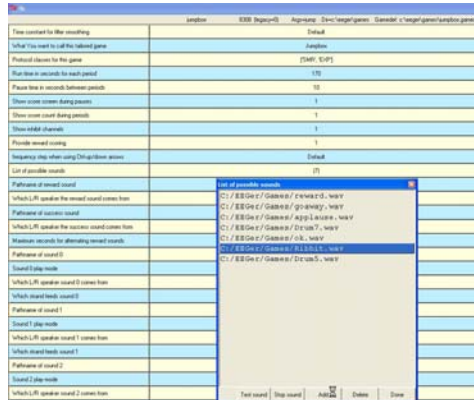 jumpbox
Time constant for filter smoothing
Default
What You want to call this tailored game
Jumpbox
Protocol classes for this game
Run time in seconds for each period
170
Pause time in seconds between periods
10
Show score screen during pauses
1
Show score count during periods
1
Show inhibit channels
1
Provide reward scoring
1
frequency step when using Ctrl-up/down arrows
Default
List of possible sounds
(7)
Pathname of reward sound
Which L/R speaker the reward sound comes from
Pathname of success sound
Which L/R speaker the success sound comes from
Maximum seconds for alternating reward sounds
Pathname of sound 0
Sound 0 play mode
Which L/R speaker sound 0 comes from
Which strand feeds sound 0
Pathname of sound 1
Sound 1 play mode
Which L/R speaker sound 1 comes from
Which strand feeds sound 1
Pathname of sound 2
Sound 2 play mode
Which L/R speaker sound 2 comes from
List of possible sounds
C:/EEGer/Games/reward.wav
C:/EEGer/Games/goaway.wav
C:/EEGer/Games/applause.wav
C:/EEGer/Games/Drum7.wav
C:/EEGer/Games/ok.wav
C:/EEGer/Games/Ribbit.wav
C:/EEGer/Games/Drum5.wav
Test sound Stop sound Add Delete Done